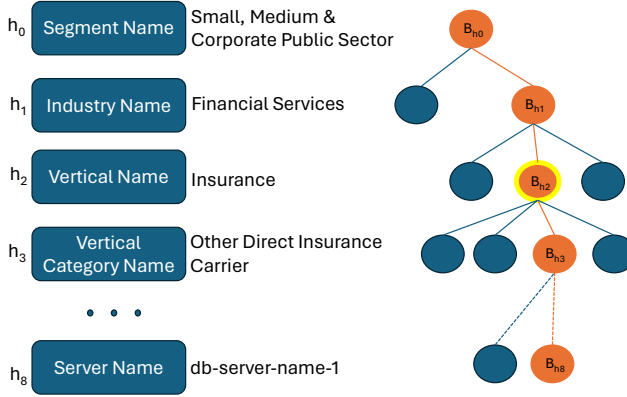 h0 Segment Name Small, Medium &
Corporate Public Sector
Bh0
h1 Industry Name Financial Services
Bh1
h2 Vertical Name Insurance
Bh2
h3 Vertical
Category Name Other Direct Insurance
Carrier
Bh3
. . .
h8 Server Name db-server-name-1
Bh8